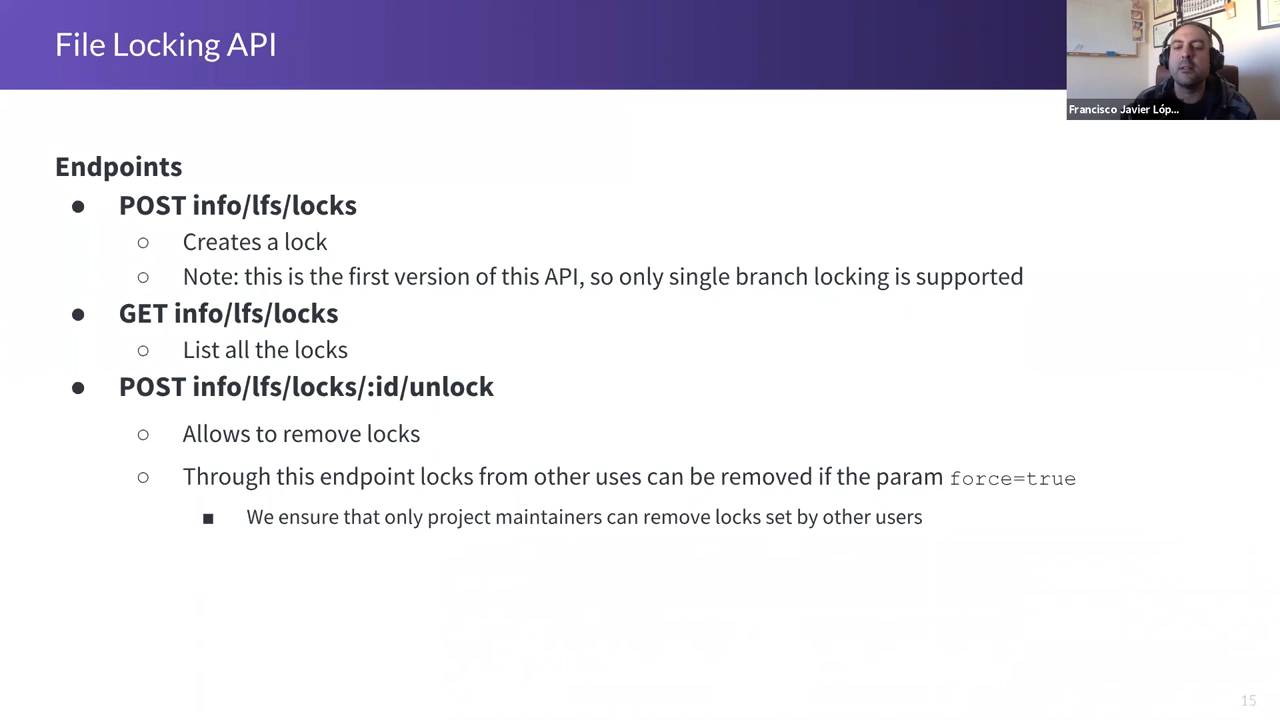 File Locking API
Francisco Javier Lóp...
Endpoints
● POST info/lfs/locks
○ Creates a lock
○ Note: this is the first version of this API, so only single branch locking is supported
● GET info/lfs/locks
○ List all the locks
● POST info/lfs/locks/:id/unlock
○ Allows to remove locks
○ Through this endpoint locks from other uses can be removed if the param force=true
■ We ensure that only project maintainers can remove locks set by other users
15